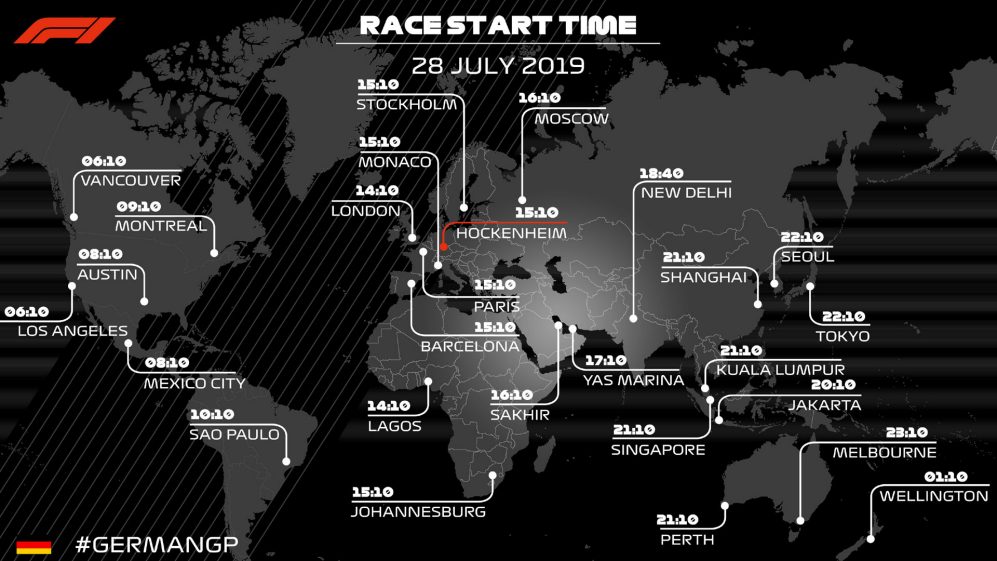 F1
RACE START TIME
28 JULY 2019
15:10
STOCKHOLM
16:10
MOSCOW
15:10
MONACO
06:10
VANCOUVER
18:40
NEW DELHI
14:10
LONDON
09:10
MONTREAL
15:10
HOCKENHEIM
22:10
SEOUL
08:10
AUSTIN
21:10
SHANGHAI
15:10
PARIS
06:10
LOS ANGELES
22:10
TOKYO
15:10
BARCELONA
08:10
MEXICO CITY
17:10
YAS MARINA
21:10
KUALA LUMPUR
20:10
JAKARTA
16:10
SAKHIR
14:10
LAGOS
10:10
SAO PAULO
21:10
SINGAPORE
23:10
MELBOURNE
01:10
WELLINGTON
15:10
JOHANNESBURG
21:10
PERTH
#GERMANGP